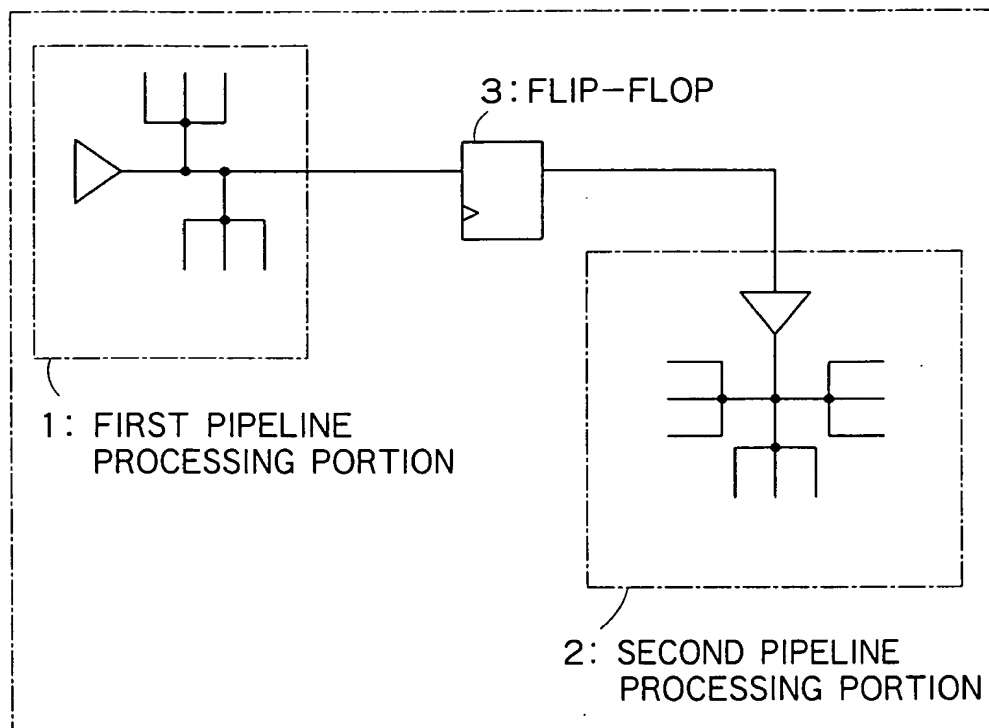 3: FLIP-FLOP
1: FIRST PIPELINE
PROCESSING PORTION
2: SECOND PIPELINE
PROCESSING PORTION